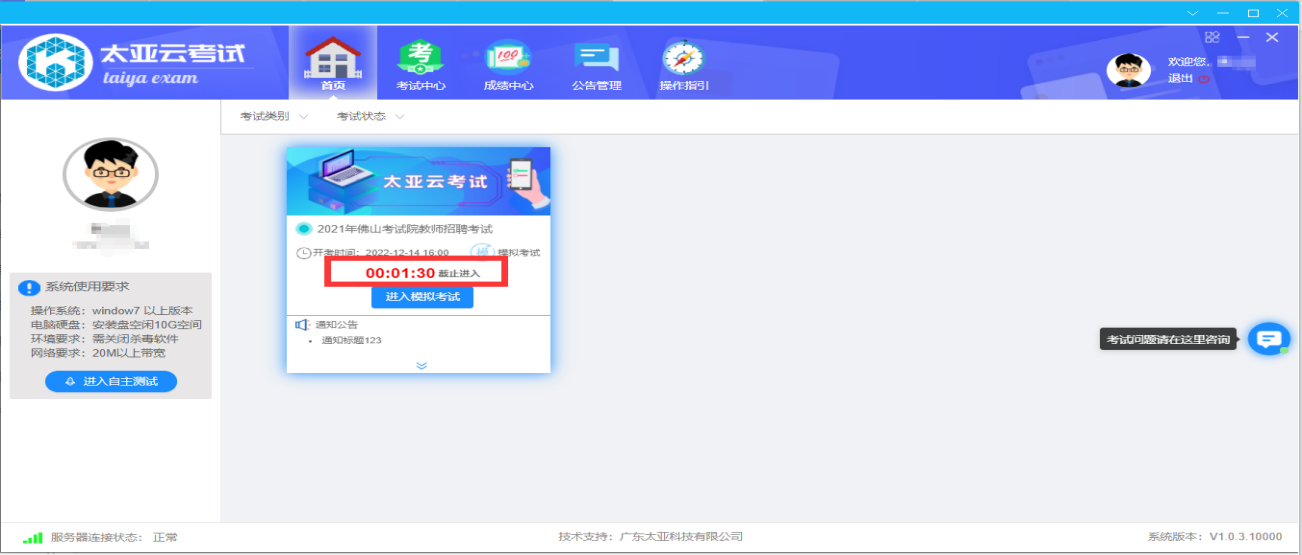 太亚云考试
taiya exam
首页
考试中心
成绩中心
公告管理
操作指引
欢迎您,
退出
考试类别
考试状态
太亚云考试
2021年佛山考试院教师招聘考试
开考时间: 2022-12-14 16:00
模 模拟考试
00:01:30 截止进入
进入模拟考试
通知公告
通知标题123
系统使用要求
操作系统: window7 以上版本
电脑硬盘: 安装盘空闲10G空间
环境要求: 需关闭杀毒软件
网络要求: 20M以上带宽
进入自主测试
考试问题请在这里咨询
服务器连接状态: 正常
技术支持: 广东太亚科技有限公司
系统版本: V1.0.3.10000